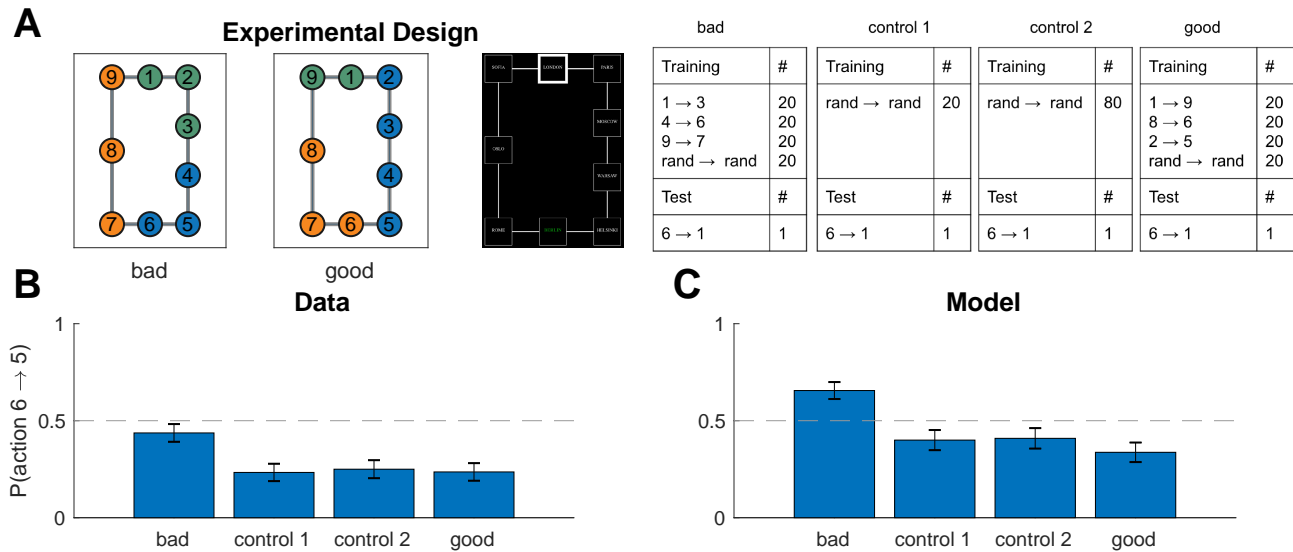 A
Experimental Design
9 1 2
3
8
4
7 6 5
bad
9 1 2
3
8
4
7 6 5
good
SOFIA LONDON PARIS
MOSCOW
OSLO
WARSAW
ROME BERLIN HELSINKI
bad
Training #
1 → 3 20
4 → 6 20
9 → 7 20
rand → rand 20
Test #
6 → 1 1
control 1
Training #
rand → rand 20
Test #
6 → 1 1
control 2
Training #
rand → rand 80
Test #
6 → 1 1
good
Training #
1 → 9 20
8 → 6 20
2 → 5 20
rand → rand 20
Test #
6 → 1 1
B
Data
P(action 6 → 5)
1
0.5
0
bad control 1 control 2 good
C
Model
1
0.5
0
bad control 1 control 2 good